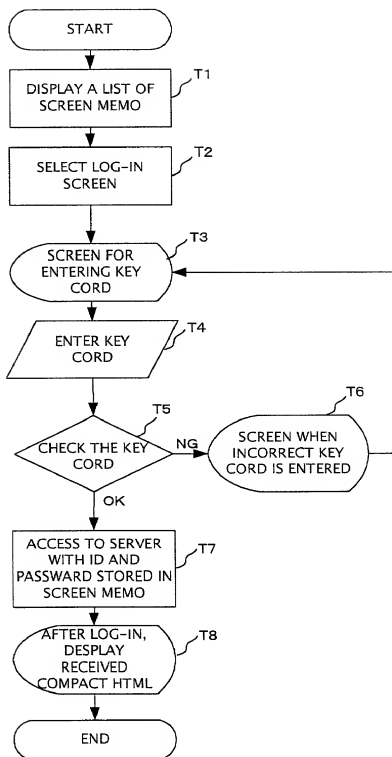 START
T1
DISPLAY A LIST OF
SCREEN MEMO
T2
SELECT LOG-IN
SCREEN
T3
SCREEN FOR
ENTERING KEY
CORD
T4
ENTER KEY
CORD
T5
CHECK THE KEY
CORD
NG
OK
T6
SCREEN WHEN
INCORRECT KEY
CORD IS ENTERED
T7
ACCESS TO SERVER
WITH ID AND
PASSWARD STORED IN
SCREEN MEMO
T8
AFTER LOG-IN,
DESPLAY
RECEIVED
COMPACT HTML
END